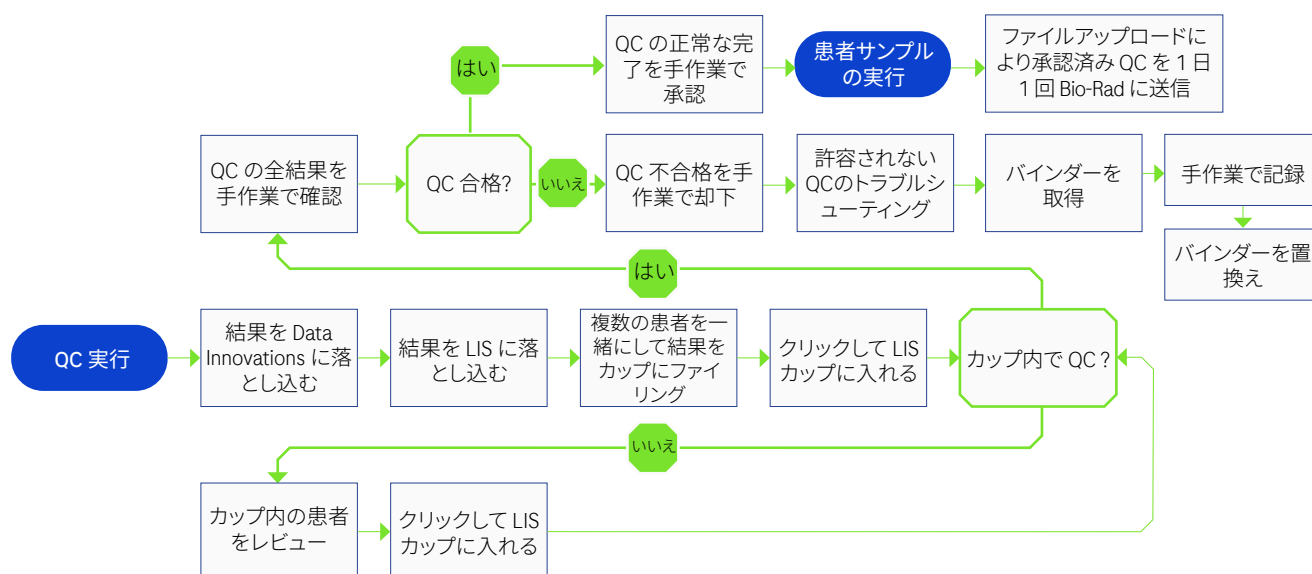 はい
QC の正常な完
了を手作業で
承認
患者サンプル
の実行
ファイルアップロードに
より承認済み QC を 1 日
1 回 Bio-Rad に送信
QC の全結果を
手作業で確認
QC 合格?
いいえ
QC 不合格を手
作業で却下
許容されない
QCのトラブルシ
ューティング
バインダーを
取得
手作業で記録
バインダーを置
換え
はい
QC 実行
結果を Data
Innovations に落
とし込む
結果を LIS に落
とし込む
複数の患者を一
緒にして結果を
カップにファイ
リング
クリックして LIS
カップに入れる
カップ内で QC？
いいえ
カップ内の患者
をレビュー
クリックして LIS
カップに入れる